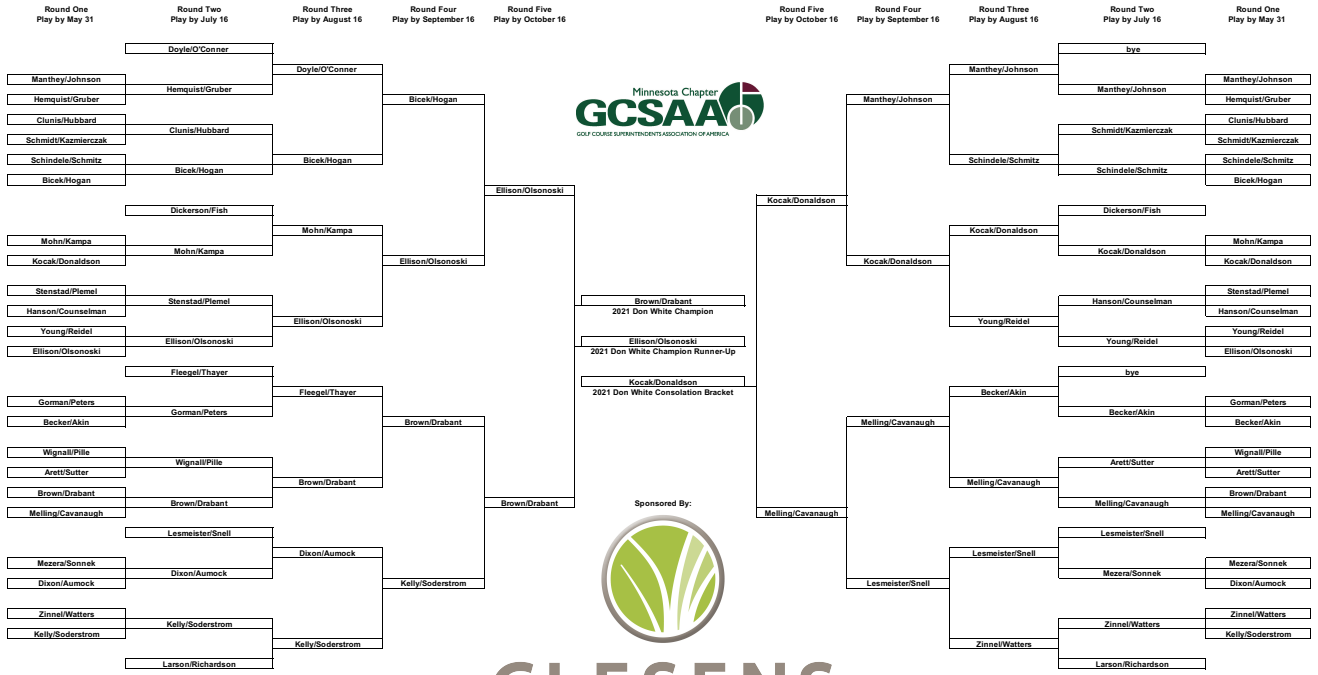 Round One
Play by May 31
Round Two
Play by July 16
Round Three
Play by August 16
Round Four
Play by September 16
Round Five
Play by October 16
Round Five
Play by October 16
Round Four
Play by September 16
Round Three
Play by August 16
Round Two
Play by July 16
Round One
Play by May 31
Manthey/Johnson
Hemquist/Gruber
Clunis/Hubbard
Schmidt/Kazmierczak
Schindele/Schmitz
Bicek/Hogan
Mohn/Kampa
Kocak/Donaldson
Stenstad/Plemel
Hanson/Counselman
Young/Reidel
Ellison/Olsonoski
Gorman/Peters
Becker/Akin
Wignall/Pille
Arett/Sutter
Brown/Drabant
Melling/Cavanaugh
Mezera/Sonnek
Dixon/Aumock
Zinnel/Watters
Kelly/Soderstrom
Doyle/O'Conner
Hemquist/Gruber
Clunis/Hubbard
Bicek/Hogan
Dickerson/Fish
Mohn/Kampa
Stenstad/Plemel
Ellison/Olsonoski
Fleegel/Thayer
Gorman/Peters
Wignall/Pille
Brown/Drabant
Lesmeister/Snell
Dixon/Aumock
Kelly/Soderstrom
Larson/Richardson
Doyle/O'Conner
Bicek/Hogan
Mohn/Kampa
Ellison/Olsonoski
Fleegel/Thayer
Brown/Drabant
Dixon/Aumock
Kelly/Soderstrom
Bicek/Hogan
Ellison/Olsonoski
Brown/Drabant
Kelly/Soderstrom
Ellison/Olsonoski
Brown/Drabant
Minnesota Chapter
GCSAA
GOLF COURSE SUPERINTENDENTS ASSOCIATION OF AMERICA
Brown/Drabant
2021 Don White Champion
Ellison/Olsonoski
2021 Don White Champion Runner-Up
Kocak/Donaldson
2021 Don White Consolation Bracket
Sponsored By:
GLESENS
Kocak/Donaldson
Melling/Cavanaugh
Manthey/Johnson
Kocak/Donaldson
Melling/Cavanaugh
Lesmeister/Snell
Manthey/Johnson
Schindele/Schmitz
Kocak/Donaldson
Young/Reidel
Becker/Akin
Melling/Cavanaugh
Lesmeister/Snell
Zinnel/Watters
bye
Manthey/Johnson
Schmidt/Kazmierczak
Schindele/Schmitz
Dickerson/Fish
Kocak/Donaldson
Hanson/Counselman
Young/Reidel
bye
Becker/Akin
Arett/Sutter
Melling/Cavanaugh
Lesmeister/Snell
Mezera/Sonnek
Zinnel/Watters
Larson/Richardson
Manthey/Johnson
Hemquist/Gruber
Clunis/Hubbard
Schmidt/Kazmierczak
Schindele/Schmitz
Bicek/Hogan
Mohn/Kampa
Kocak/Donaldson
Stenstad/Plemel
Hanson/Counselman
Young/Reidel
Ellison/Olsonoski
Gorman/Peters
Becker/Akin
Wignall/Pille
Arett/Sutter
Brown/Drabant
Melling/Cavanaugh
Mezera/Sonnek
Dixon/Aumock
Zinnel/Watters
Kelly/Soderstrom